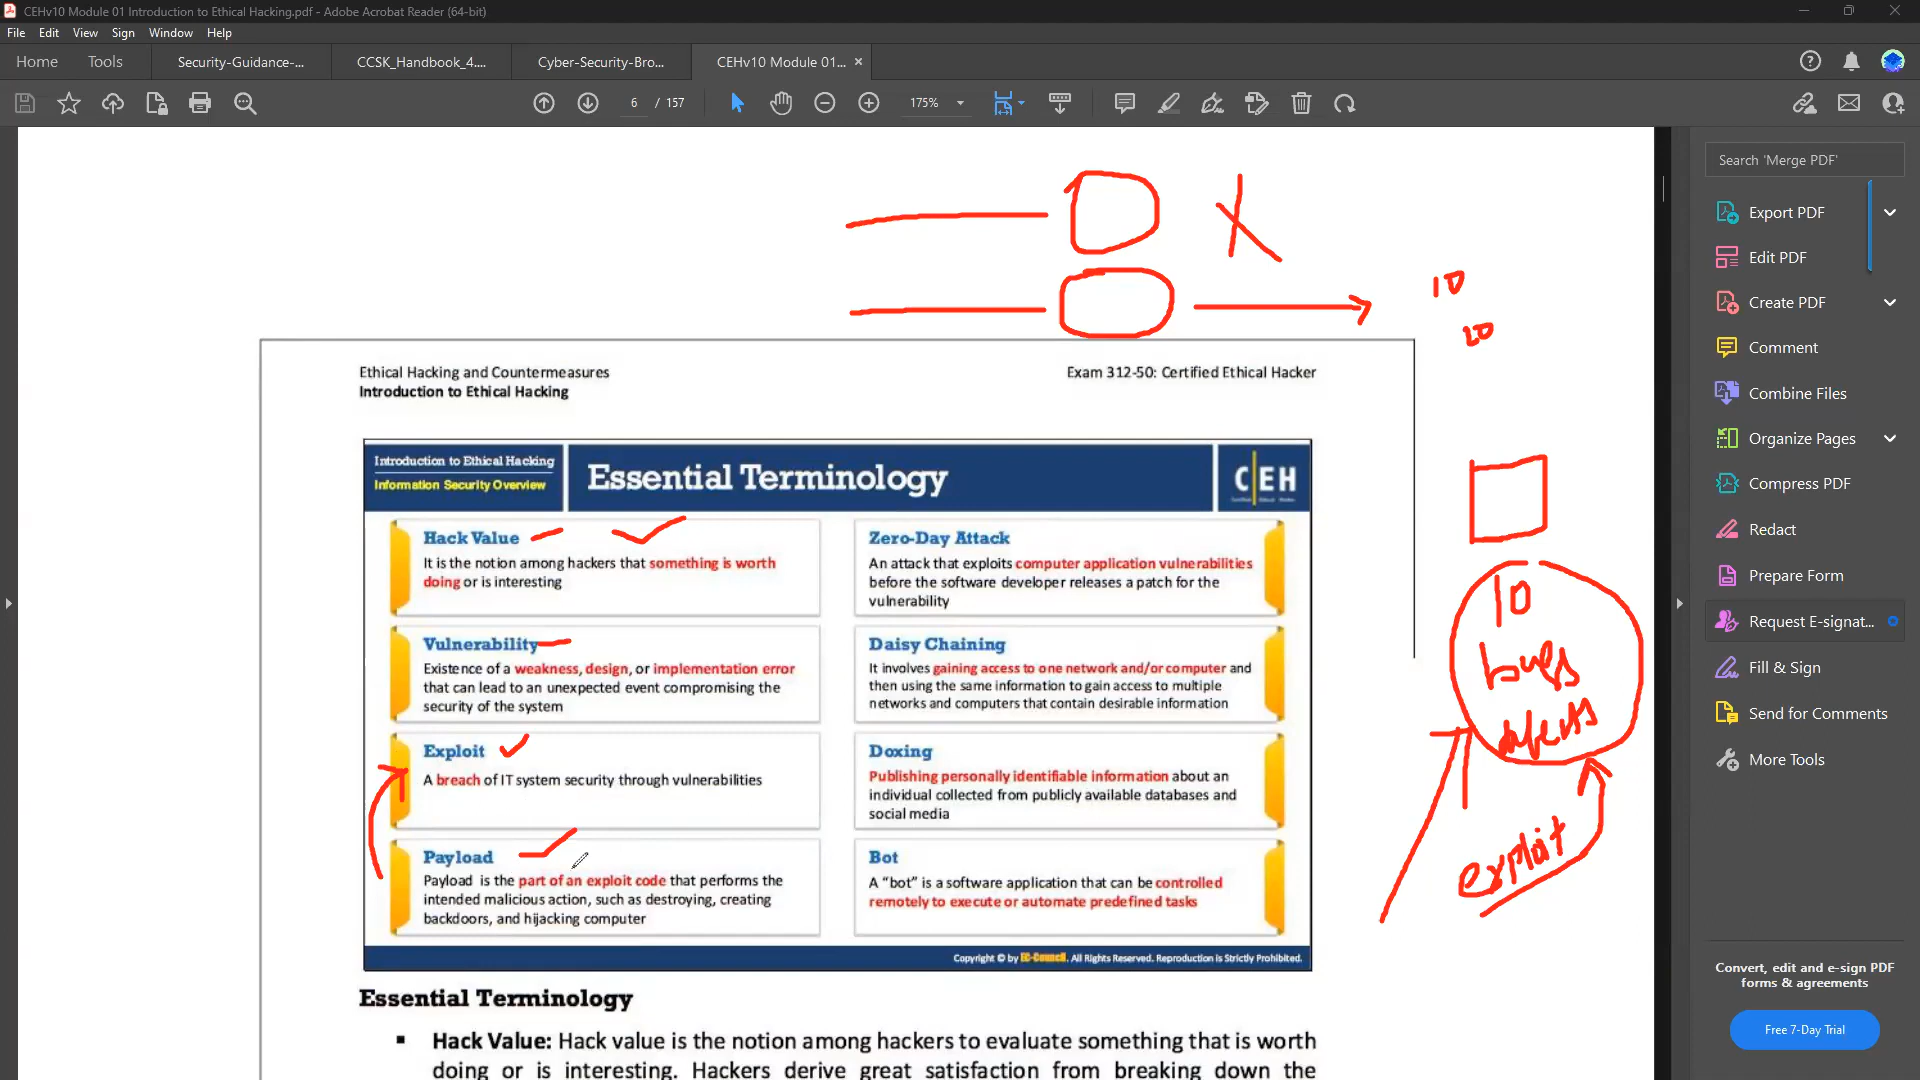 CEHv10 Module 01 Introduction to Ethical Hacking.pdf - Adobe Acrobat Reader (64-bit)
File Edit View Sign Window Help
Home Tools Security-Guidance-... CCSK_Handbook_4.... Cyber-Security-Bro... CEHv10 Module 01...
6 / 157 175%
Search 'Merge PDF'
Export PDF
Edit PDF
Create PDF
Comment
Combine Files
Organize Pages
Compress PDF
Redact
Prepare Form
Request E-signat...
Fill & Sign
Send for Comments
More Tools
Convert, edit and e-sign PDF
forms & agreements
Free 7-Day Trial
X
10
20
Ethical Hacking and Countermeasures
Introduction to Ethical Hacking
Exam 312-50: Certified Ethical Hacker
Introduction to Ethical Hacking
Information Security Overview
Essential Terminology
CEH
Hack Value
It is the notion among hackers that something is worth
doing or is interesting
Vulnerability
Existence of a weakness, design, or implementation error
that can lead to an unexpected event compromising the
security of the system
Exploit
A breach of IT system security through vulnerabilities
Payload
Payload is the part of an exploit code that performs the
intended malicious action, such as destroying, creating
backdoors, and hijacking computer
Zero-Day Attack
An attack that exploits computer application vulnerabilities
before the software developer releases a patch for the
vulnerability
Daisy Chaining
It involves gaining access to one network and/or computer and
then using the same information to gain access to multiple
networks and computers that contain desirable information
Doxing
Publishing personally identifiable information about an
individual collected from publicly available databases and
social media
Bot
A “bot” is a software application that can be controlled
remotely to execute or automate predefined tasks
Copyright © by EC-Council. All Rights Reserved. Reproduction is Strictly Prohibited.
10
bugs
exploit
Essential Terminology
▪ Hack Value: Hack value is the notion among hackers to evaluate something that is worth
doing or is interesting. Hackers derive great satisfaction from breaking down the